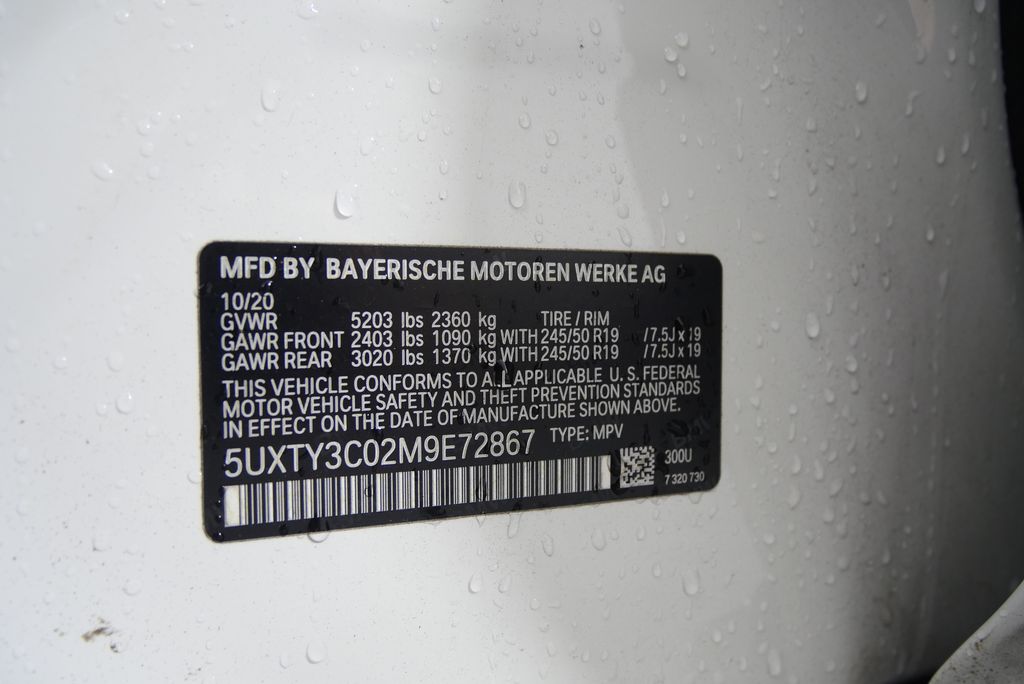 MFD BY BAYERISCHE MOTOREN WERKE AG
10/20
GVWR 5203 lbs 2360 kg TIRE / RIM
GAWR FRONT 2403 lbs 1090 kg WITH 245/50 R19 /7.5J x 19
GAWR REAR 3020 lbs 1370 kg WITH 245/50 R19 /7.5J x 19
THIS VEHICLE CONFORMS TO ALL APPLICABLE U. S. FEDERAL
MOTOR VEHICLE SAFETY AND THEFT PREVENTION STANDARDS
IN EFFECT ON THE DATE OF MANUFACTURE SHOWN ABOVE.
5UXTY3C02M9E72867 TYPE: MPV
300U
7 320 730